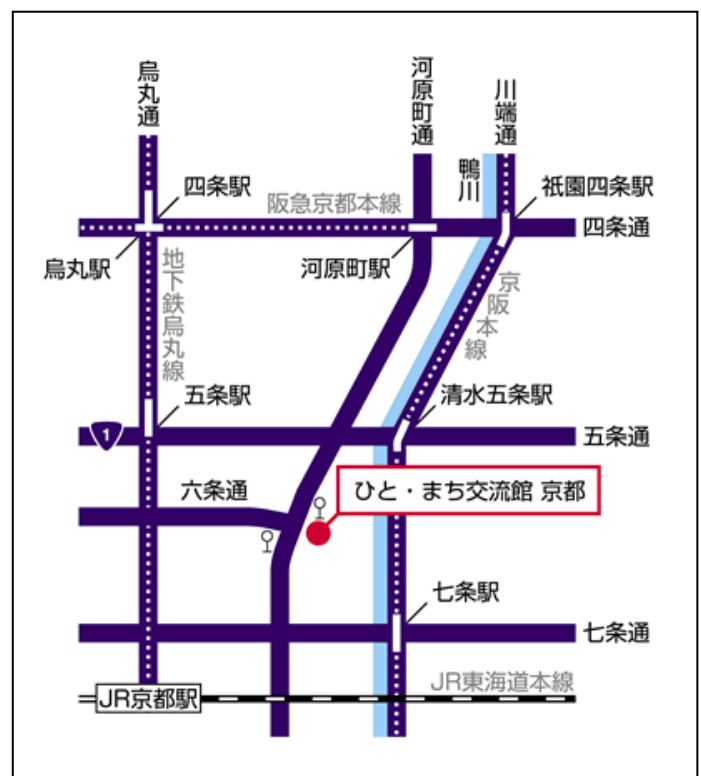 烏丸通
河原町通
川端通
鴨川
四条駅
阪急京都本線
祇園四条駅
四条通
烏丸駅
地下鉄烏丸線
河原町駅
京阪本線
五条駅
清水五条駅
1
五条通
六条通
ひと・まち交流館 京都
七条駅
七条通
JR東海道本線
JR京都駅